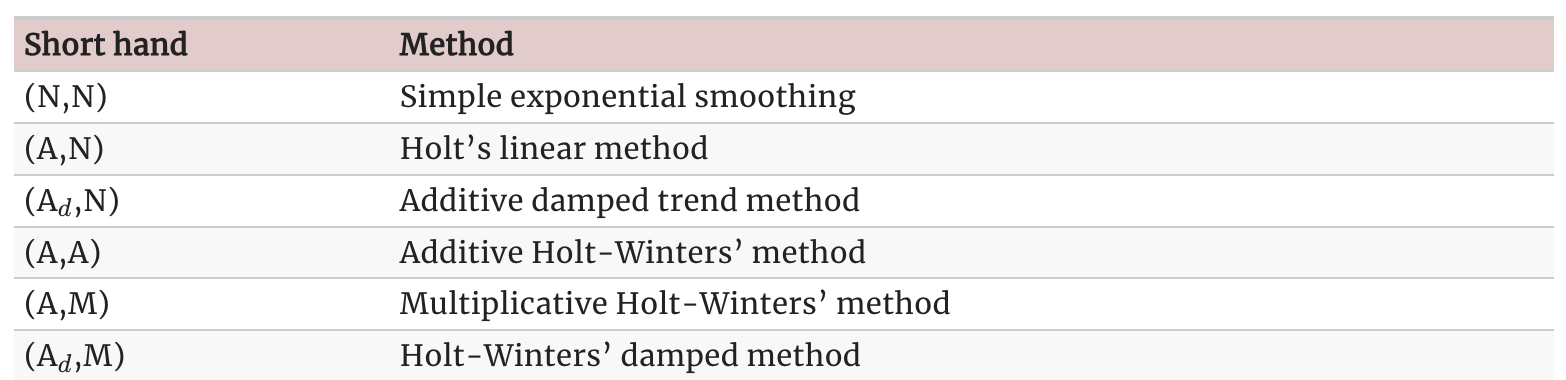 Short hand Method
(N,N) Simple exponential smoothing
(A,N) Holt’s linear method
(A_d,N) Additive damped trend method
(A,A) Additive Holt-Winters’ method
(A,M) Multiplicative Holt-Winters’ method
(A_d,M) Holt-Winters’ damped method